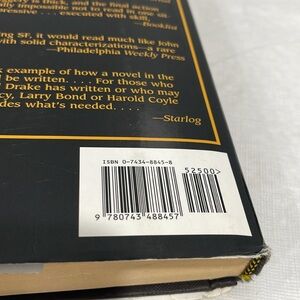 is thick, and the final action
impossible not to read in one sit-
executed with skill,
—Booklist
ing SF, it would read much like John
with solid characterizations—a rare
—Philadelphia Weekly Press
example of how a novel in the
be written. . . . For those who
Drake has written or who may
cy, Larry Bond or Harold Coyle
des what's needed. . . .
—Starlog
ISBN 0-7434-8845-8
52500>
9 780743 488457